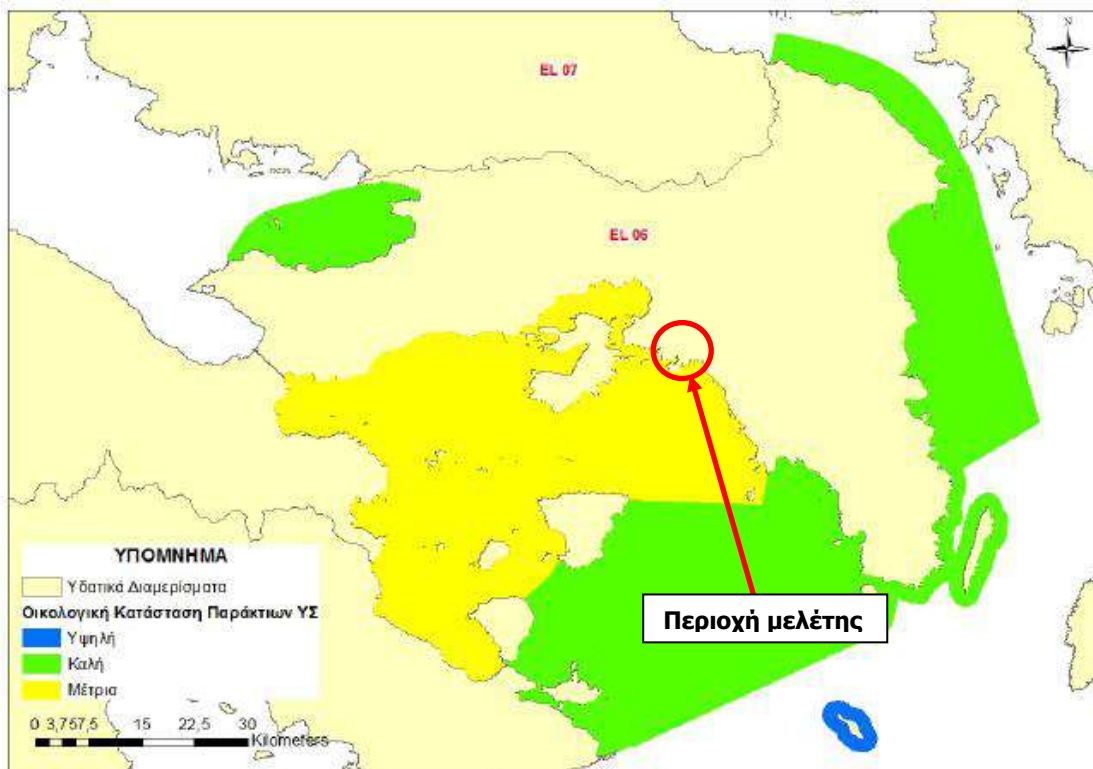 N
EL 07
EL 06
Περιοχή μελέτης
ΥΠΟΜΝΗΜΑ
Υδατικά Διαμερίσματα
Οικολογική Κατάσταση Παράκτιων ΥΣ
Υψηλή
Καλή
Μέτρια
0 3,757,5 15 22,5 30
Kilometers